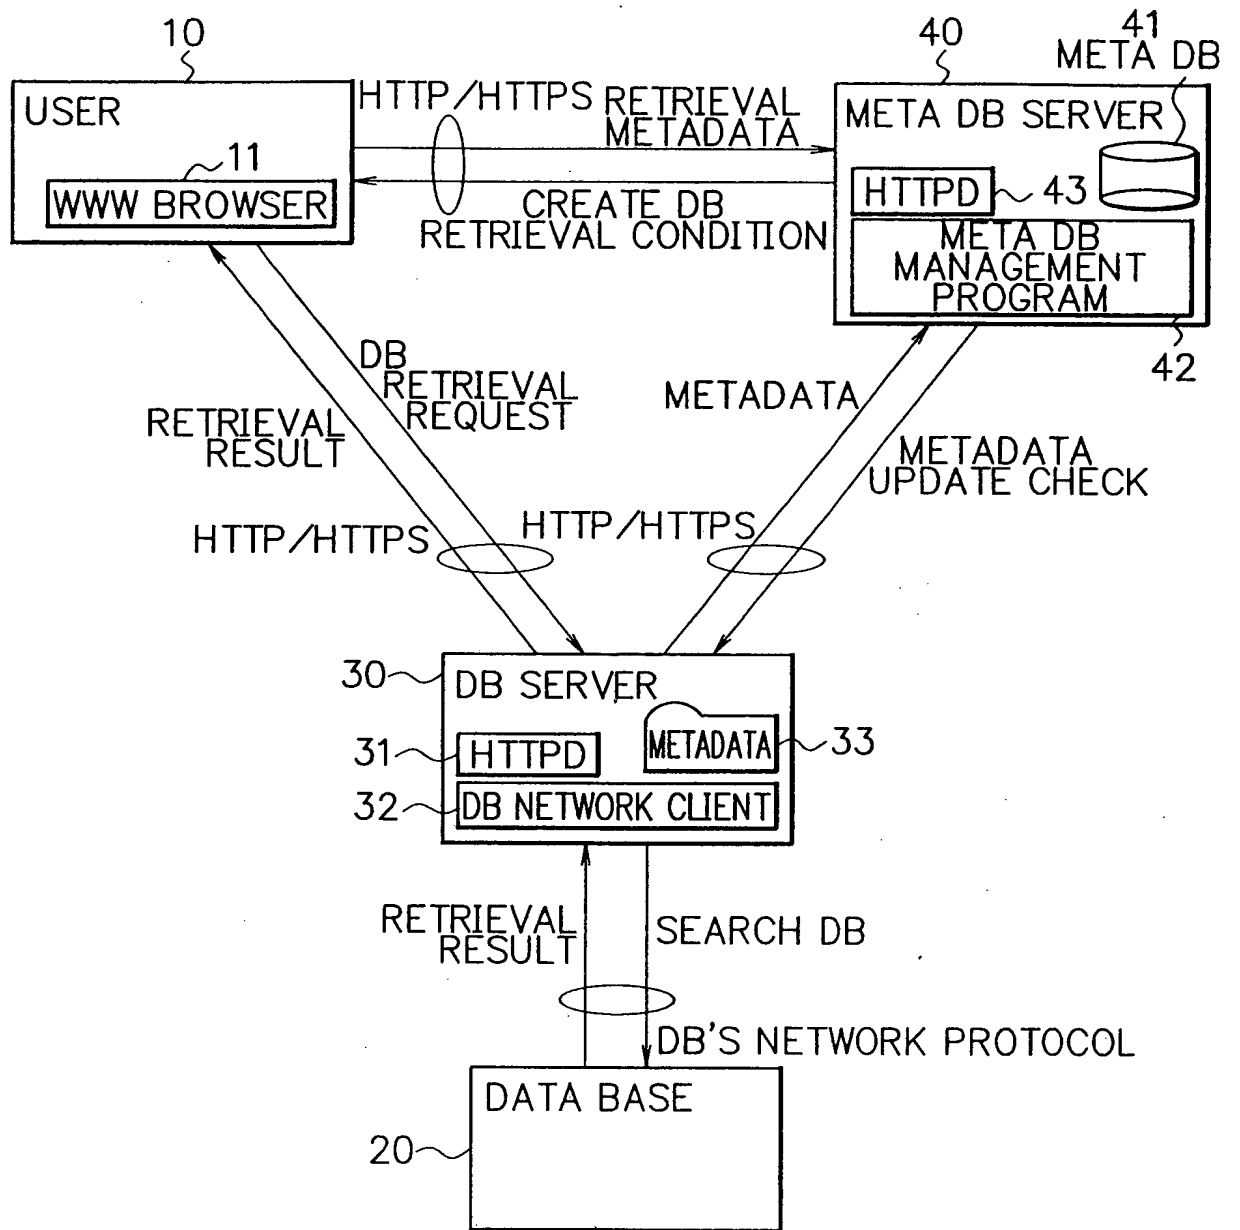 10
USER
11
WWW BROWSER
HTTP/HTTPS
RETRIEVAL
METADATA
CREATE DB
RETRIEVAL CONDITION
40
41
META DB
META DB SERVER
HTTPD
43
META DB
MANAGEMENT
PROGRAM
42
DB
RETRIEVAL
REQUEST
RETRIEVAL
RESULT
HTTP/HTTPS
METADATA
METADATA
UPDATE CHECK
HTTP/HTTPS
30
DB SERVER
31
HTTPD
METADATA
33
32
DB NETWORK CLIENT
RETRIEVAL
RESULT
SEARCH DB
DB'S NETWORK PROTOCOL
DATA BASE
20